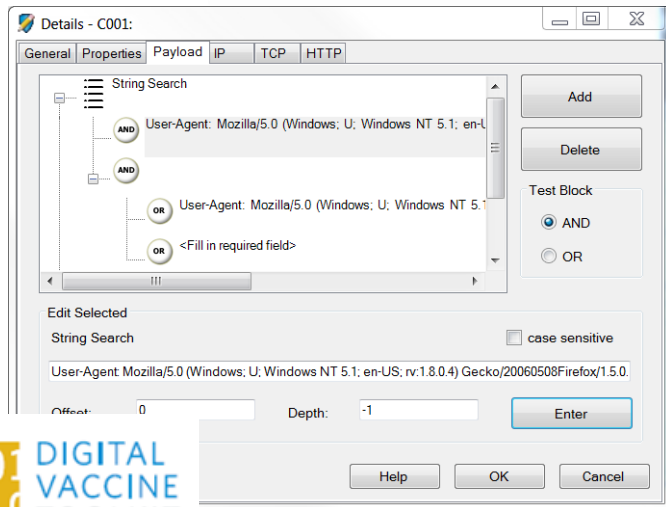 Details - C001:
General Properties Payload IP TCP HTTP
String Search
AND User-Agent: Mozilla/5.0 (Windows; U; Windows NT 5.1; en-U
AND
OR User-Agent: Mozilla/5.0 (Windows; U; Windows NT 5.1
OR <Fill in required field>
Add
Delete
Test Block
AND
OR
Edit Selected
String Search
case sensitive
User-Agent: Mozilla/5.0 (Windows; U; Windows NT 5.1; en-US; rv:1.8.0.4) Gecko/20060508Firefox/1.5.0.
Offset: 0 Depth: -1 Enter
Help OK Cancel
DIGITAL
VACCINE